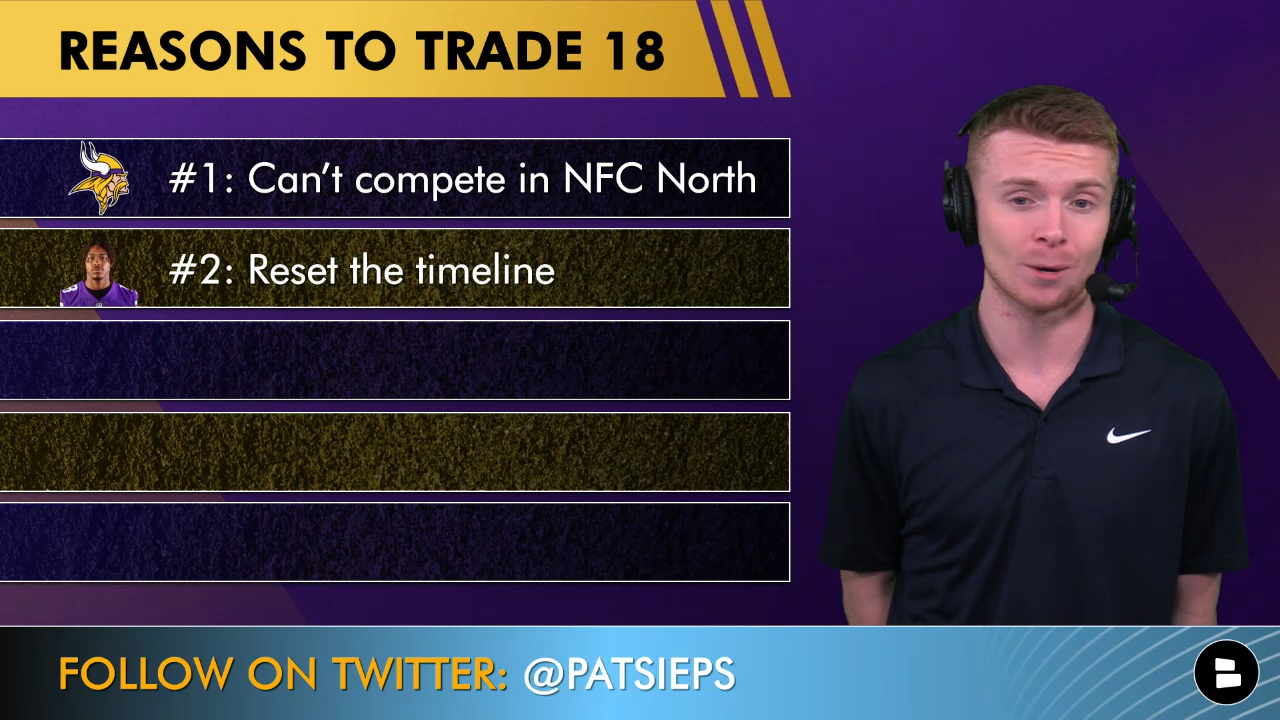 REASONS TO TRADE 18
#1: Can't compete in NFC North
#2: Reset the timeline
FOLLOW ON TWITTER: @PATSIEPS